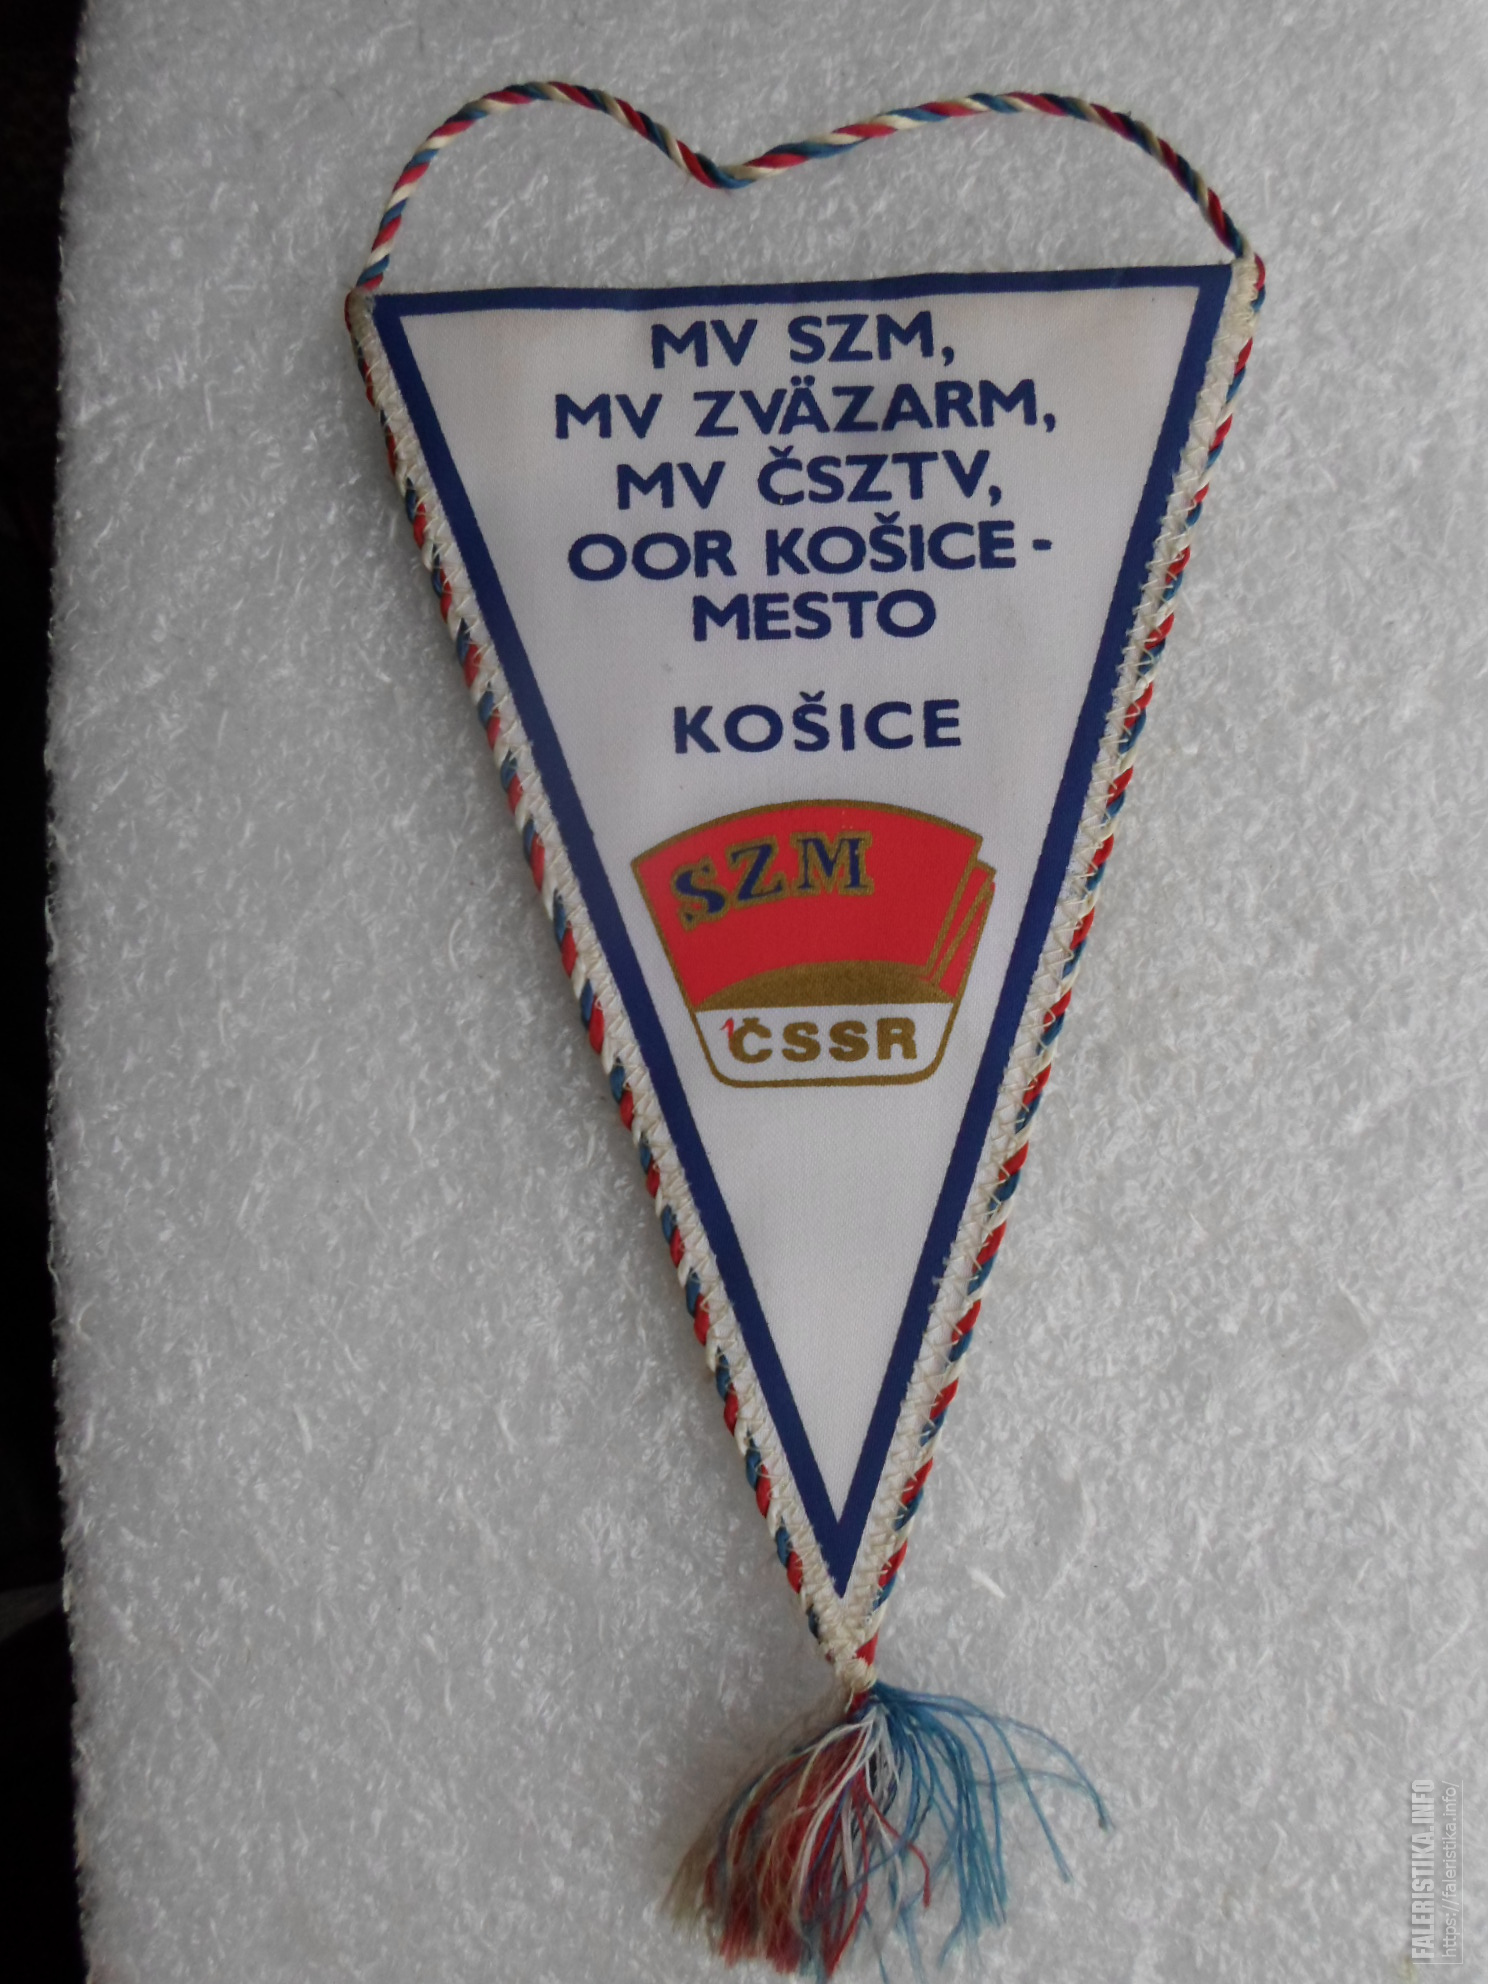 MV SZM,
MV ZVÄZARM,
MV ČSZTV,
OOR KOŠICE -
MESTO
KOŠICE
SZM
ČSSR
FALERISTIKA.INFO
https://faleristika.info/